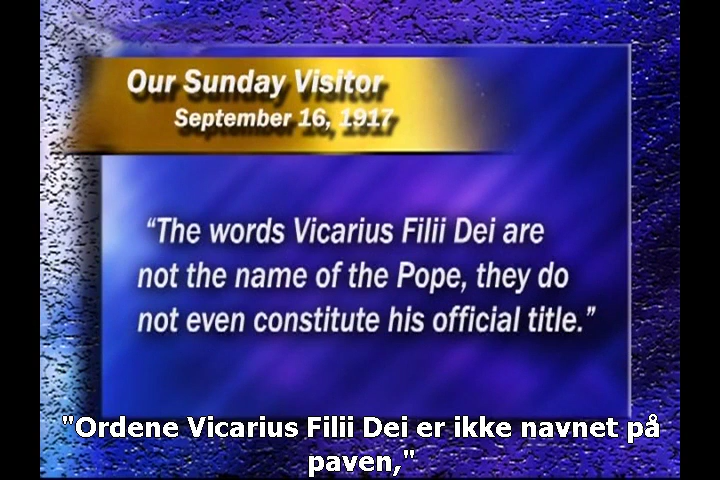 Our Sunday Visitor
September 16, 1917
“The words Vicarius Filii Dei are
not the name of the Pope, they do
not even constitute his official title.”
"Ordene Vicarius Filii Dei er ikke navnet på
paven,"